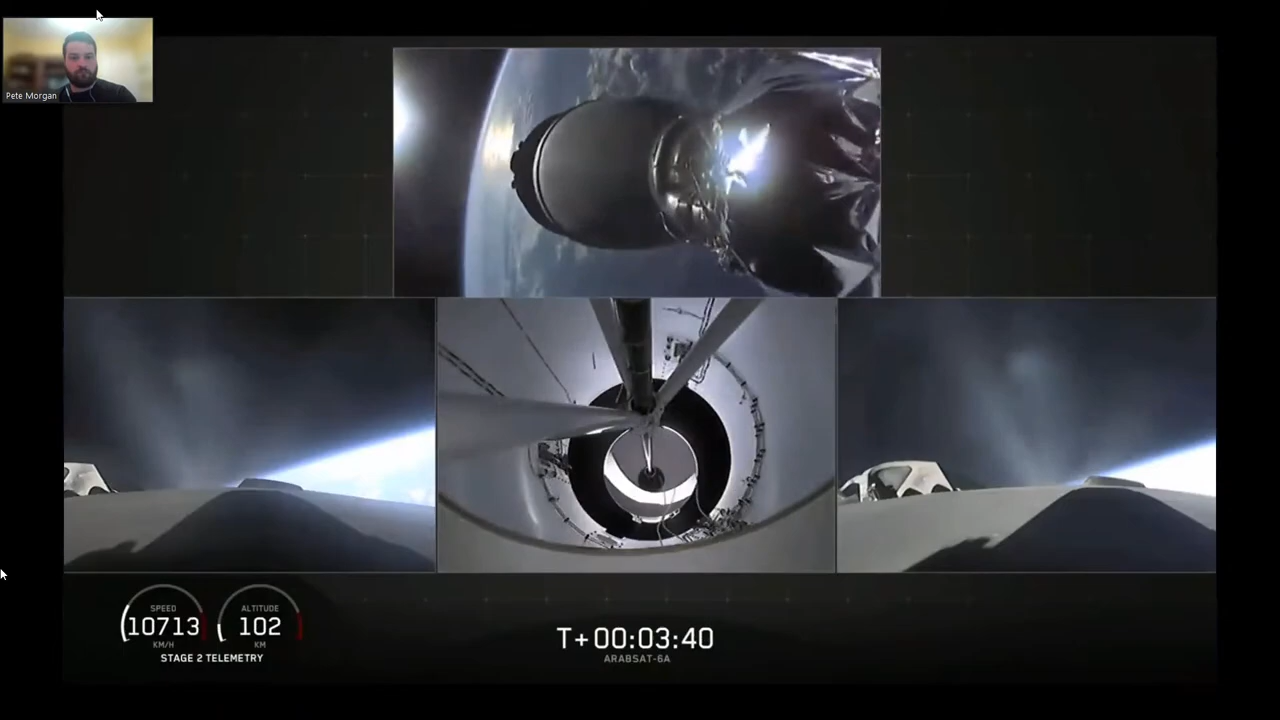 Pete Morgan
SPEED
10713
KM/H
ALTITUDE
102
KM
STAGE 2 TELEMETRY
T+00:03:40
ARABSAT-6A